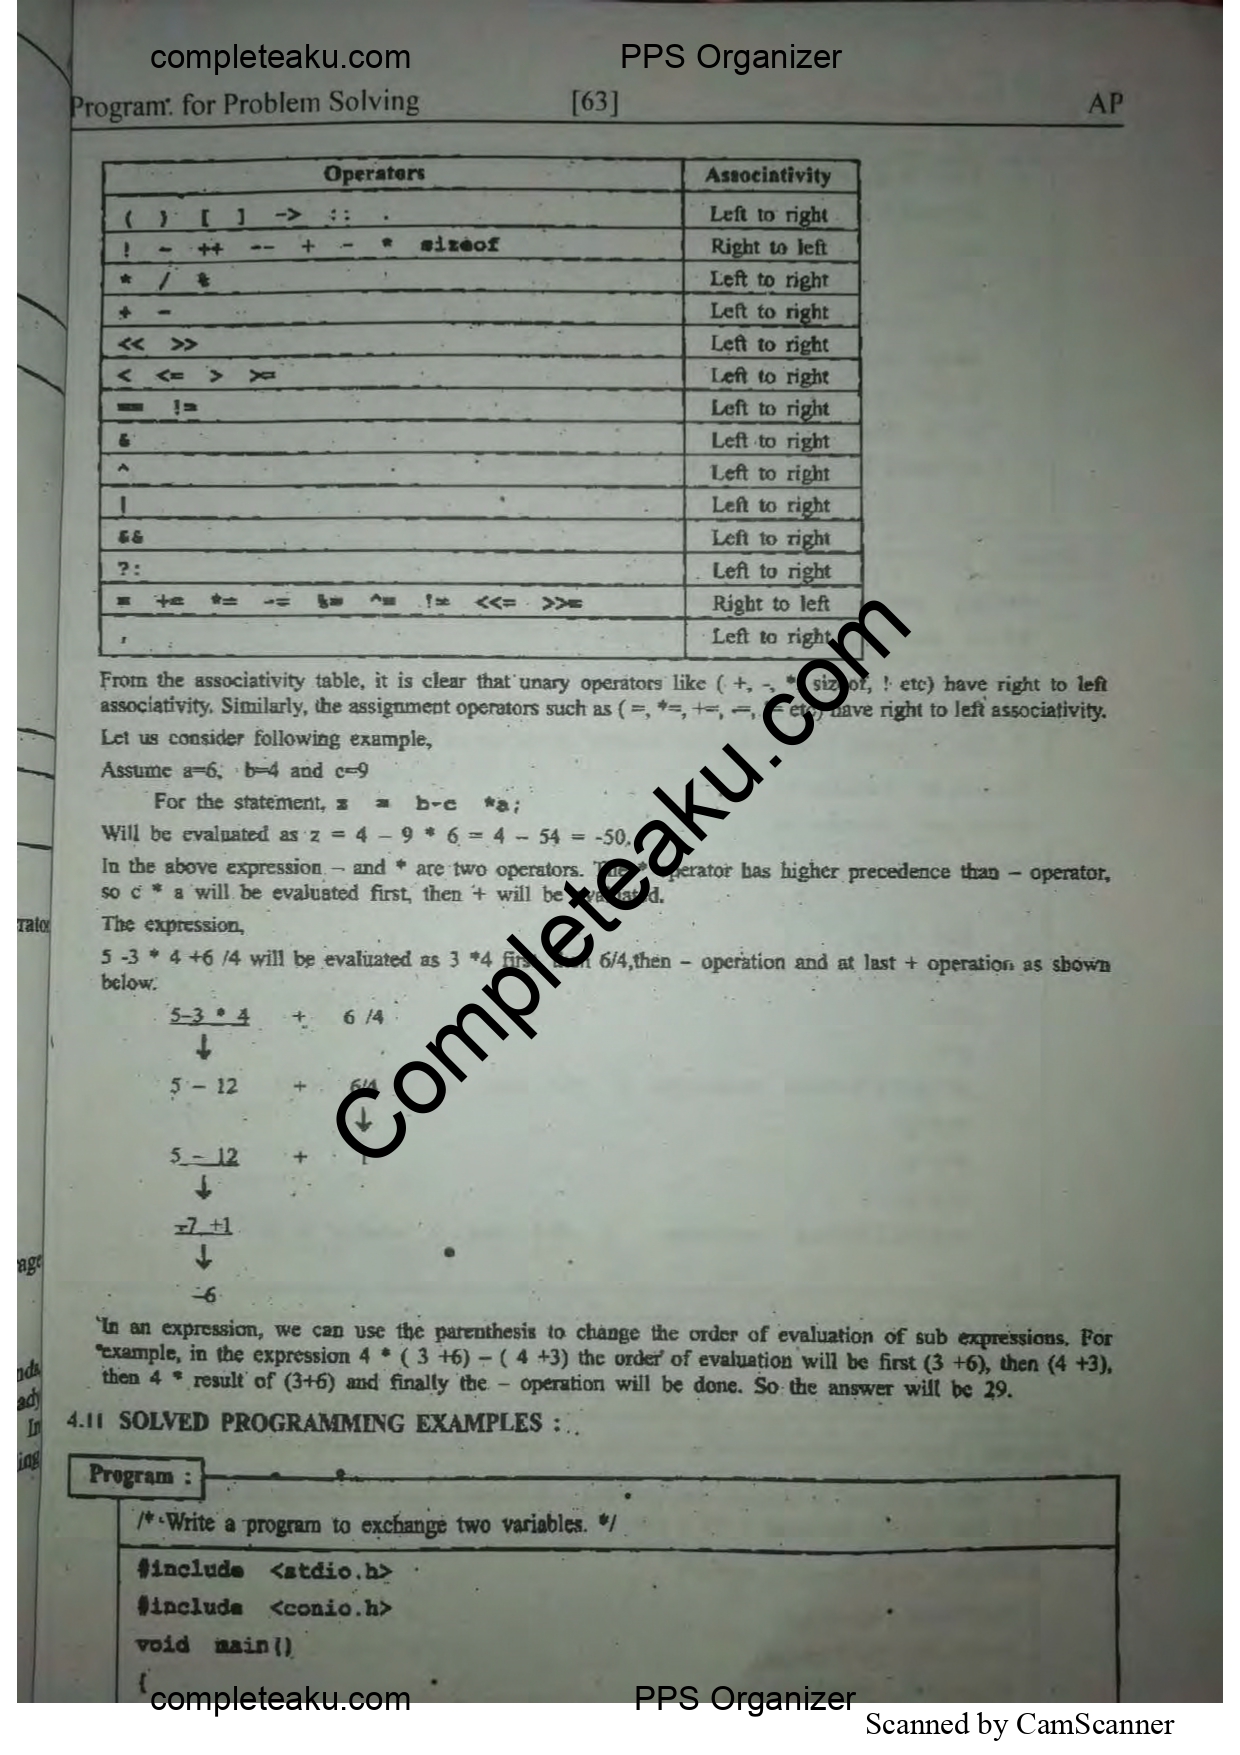 completeaku.com PPS Organizer
Program. for Problem Solving [63] AP
Operators Associativity
( ) [ ] -> :: . Left to right
! ~ ++ -- + - * sizeof Right to left
* / % Left to right
+ - Left to right
<< >> Left to right
< <= > >= Left to right
== != Left to right
& Left to right
^ Left to right
| Left to right
&& Left to right
?: Left to right
= += *= -= %= ^= != <<= >>= Right to left
, Left to right
From the associativity table, it is clear that unary operators like ( +, -, *, sizeof, ! etc) have right to left
associativity. Similarly, the assignment operators such as ( =, *=, +=, -=, etc) have right to left associativity.
Let us consider following example,
Assume a=6, b=4 and c=9
For the statement, z = b-c *a;
Will be evaluated as z = 4 – 9 * 6 = 4 – 54 = -50.
In the above expression – and * are two operators. The * operator has higher precedence than – operator,
so c * a will be evaluated first, then + will be evaluated.
The expression,
5 -3 * 4 +6 /4 will be evaluated as 3 *4 first then 6/4,then – operation and at last + operation as shown
below.
5–3 * 4 + 6 /4
↓
5 – 12 + 6/4
↓
5 – 12 + 1
↓
–7 +1
↓
–6
In an expression, we can use the parenthesis to change the order of evaluation of sub expressions. For
example, in the expression 4 * ( 3 +6) – ( 4 +3) the order of evaluation will be first (3 +6), then (4 +3),
then 4 * result of (3+6) and finally the – operation will be done. So the answer will be 29.
4.11 SOLVED PROGRAMMING EXAMPLES :
Program :
/* Write a program to exchange two variables. */
#include <stdio.h>
#include <conio.h>
void main()
{
completeaku.com PPS Organizer
Scanned by CamScanner
Completeaku.com